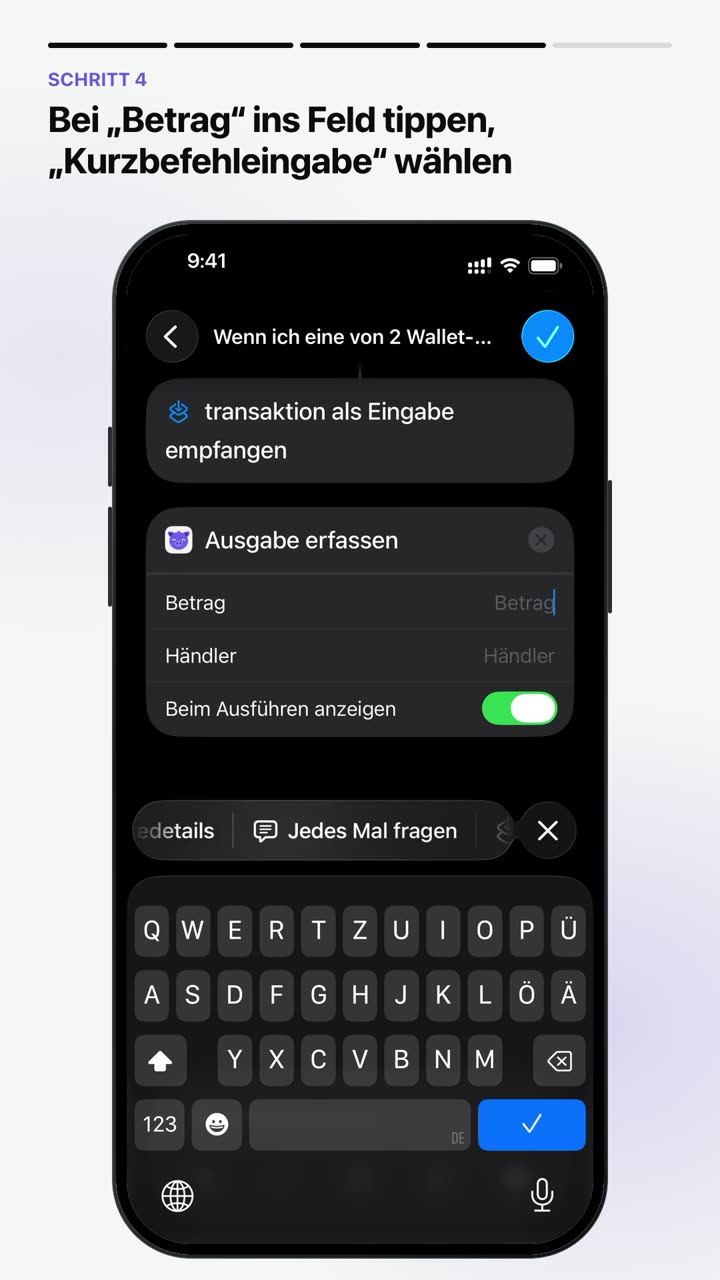 SCHRITT 4
Bei „Betrag“ ins Feld tippen,
„Kurzbefehleingabe“ wählen
9:41
Wenn ich eine von 2 Wallet-...
transaktion als Eingabe
empfangen
Ausgabe erfassen
Betrag Betrag
Händler Händler
Beim Ausführen anzeigen
edetails Jedes Mal fragen
Q W E R T Z U I O P Ü
A S D F G H J K L Ö Ä
Y X C V B N M
123 DE